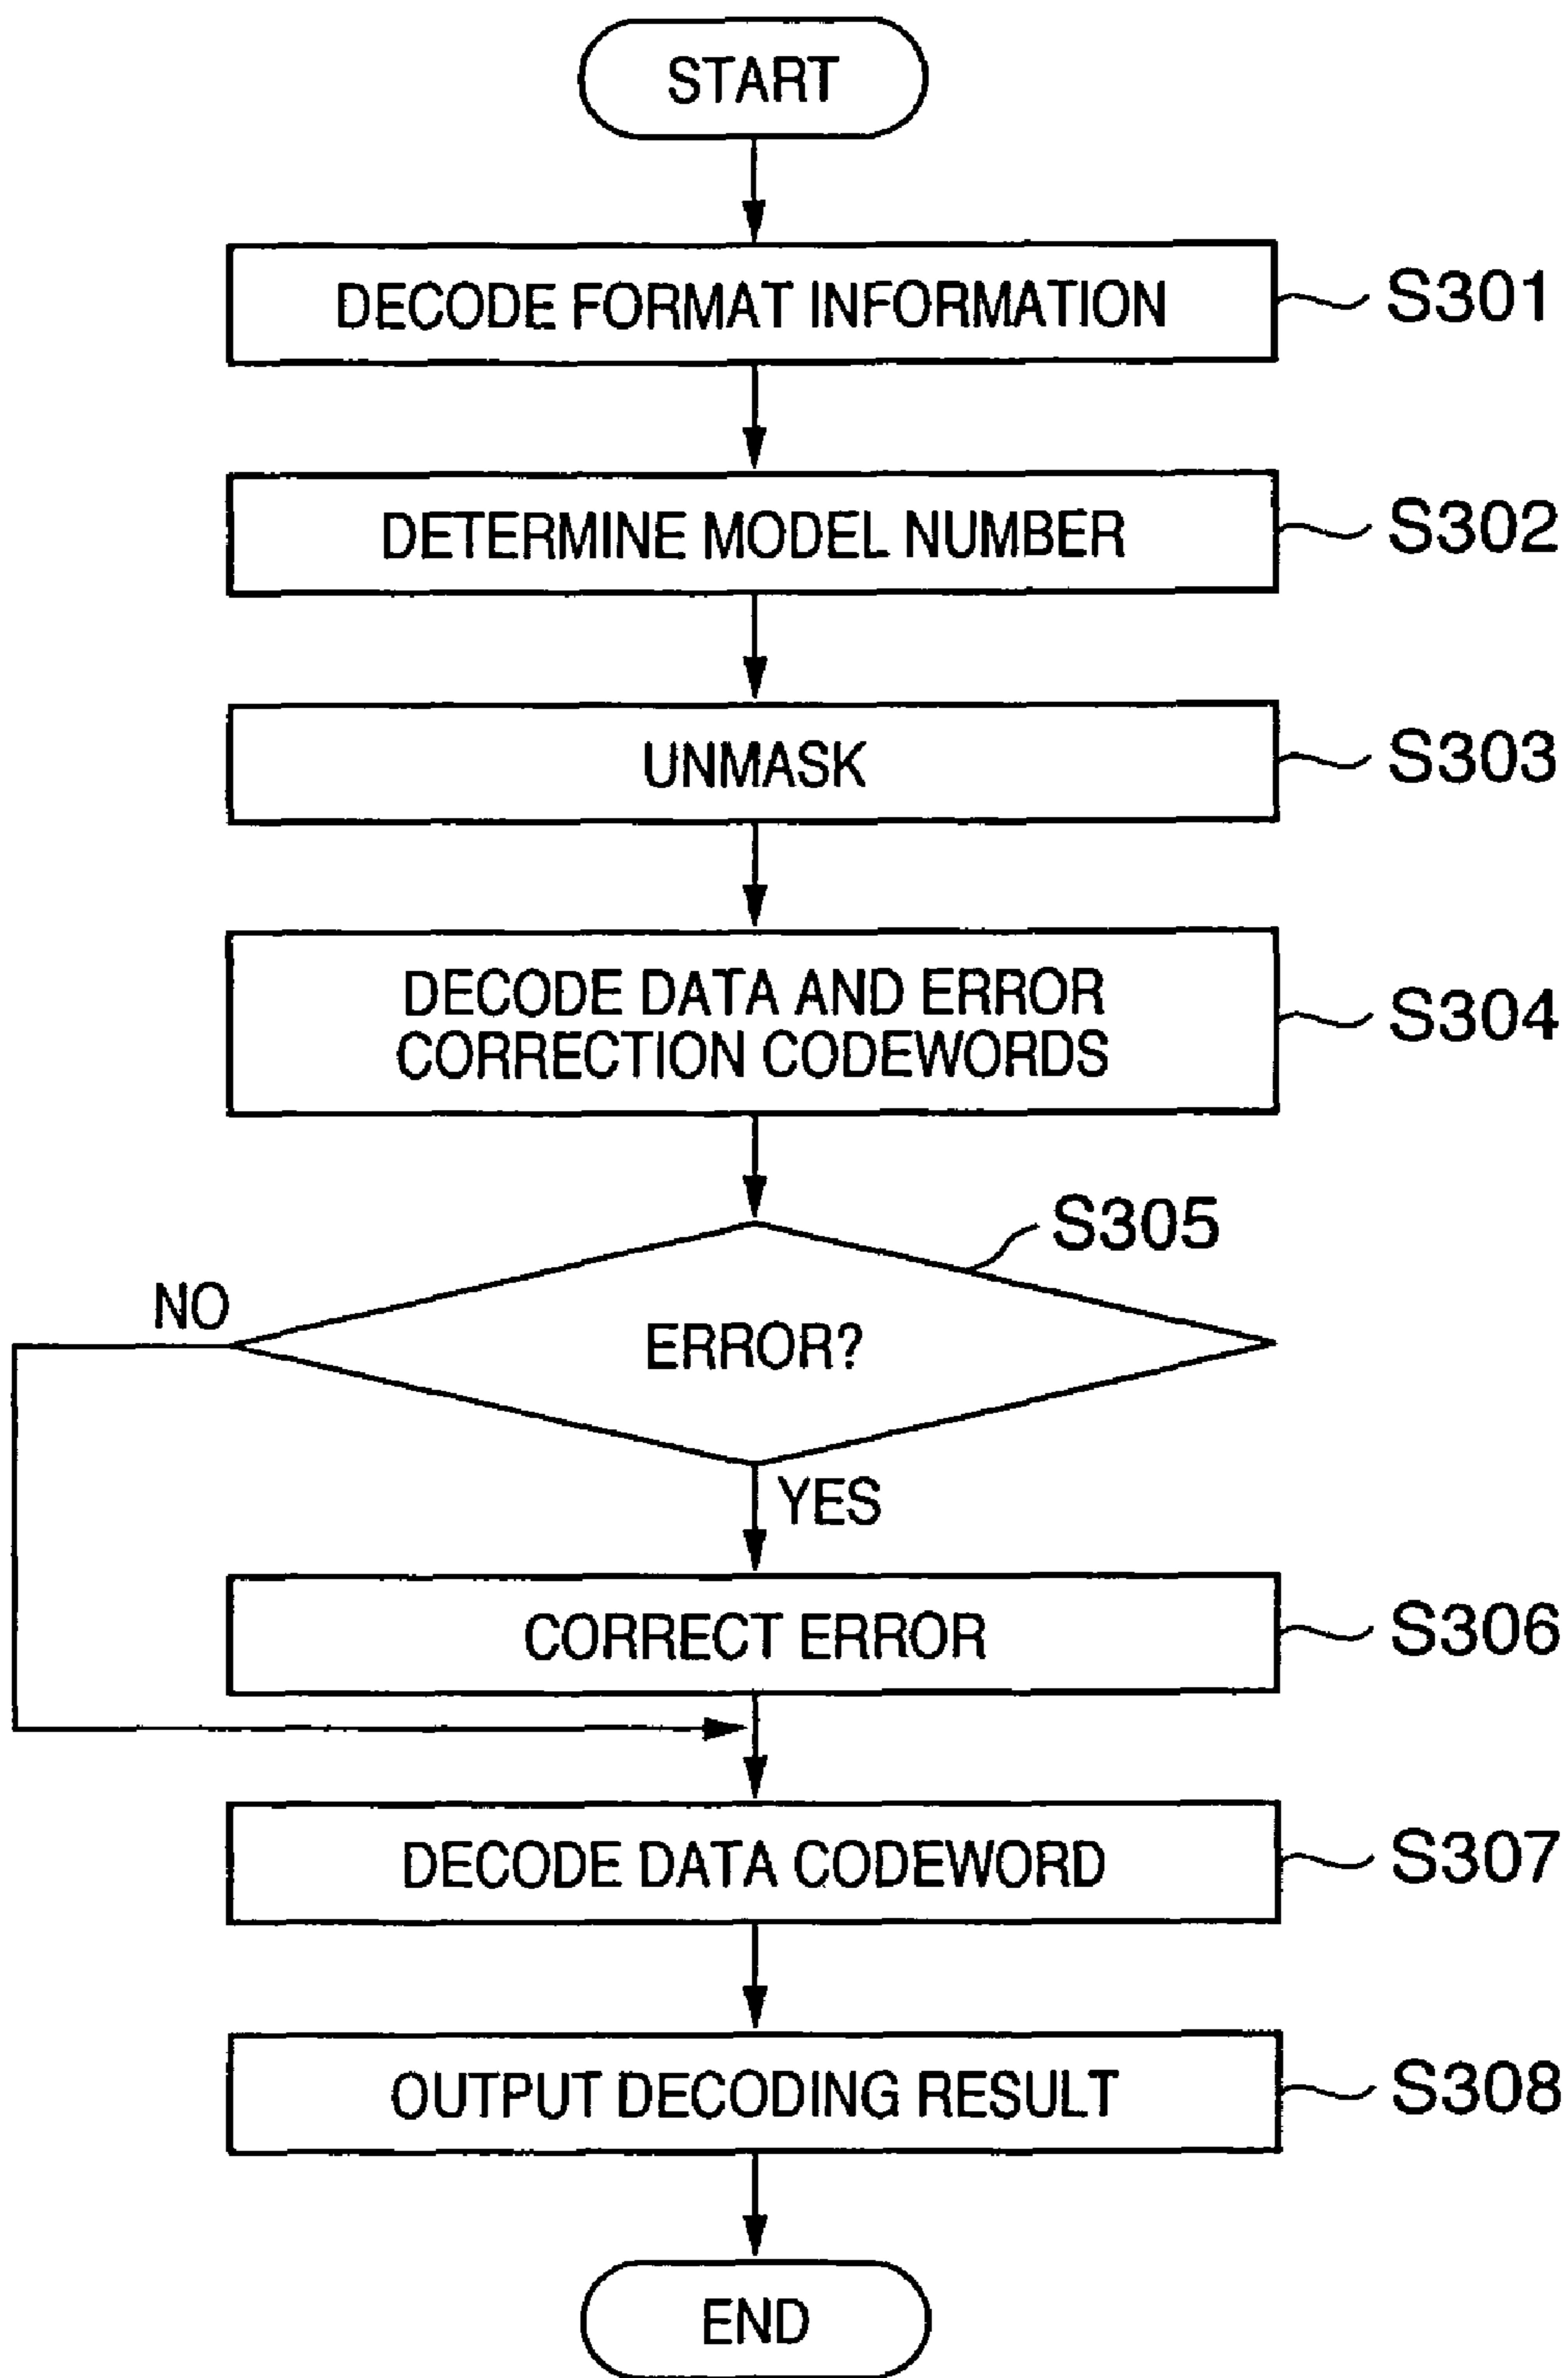 START
DECODE FORMAT INFORMATION
S301
DETERMINE MODEL NUMBER
S302
UNMASK
S303
DECODE DATA AND ERROR
CORRECTION CODEWORDS
S304
S305
NO
ERROR?
YES
CORRECT ERROR
S306
DECODE DATA CODEWORD
S307
OUTPUT DECODING RESULT
S308
END